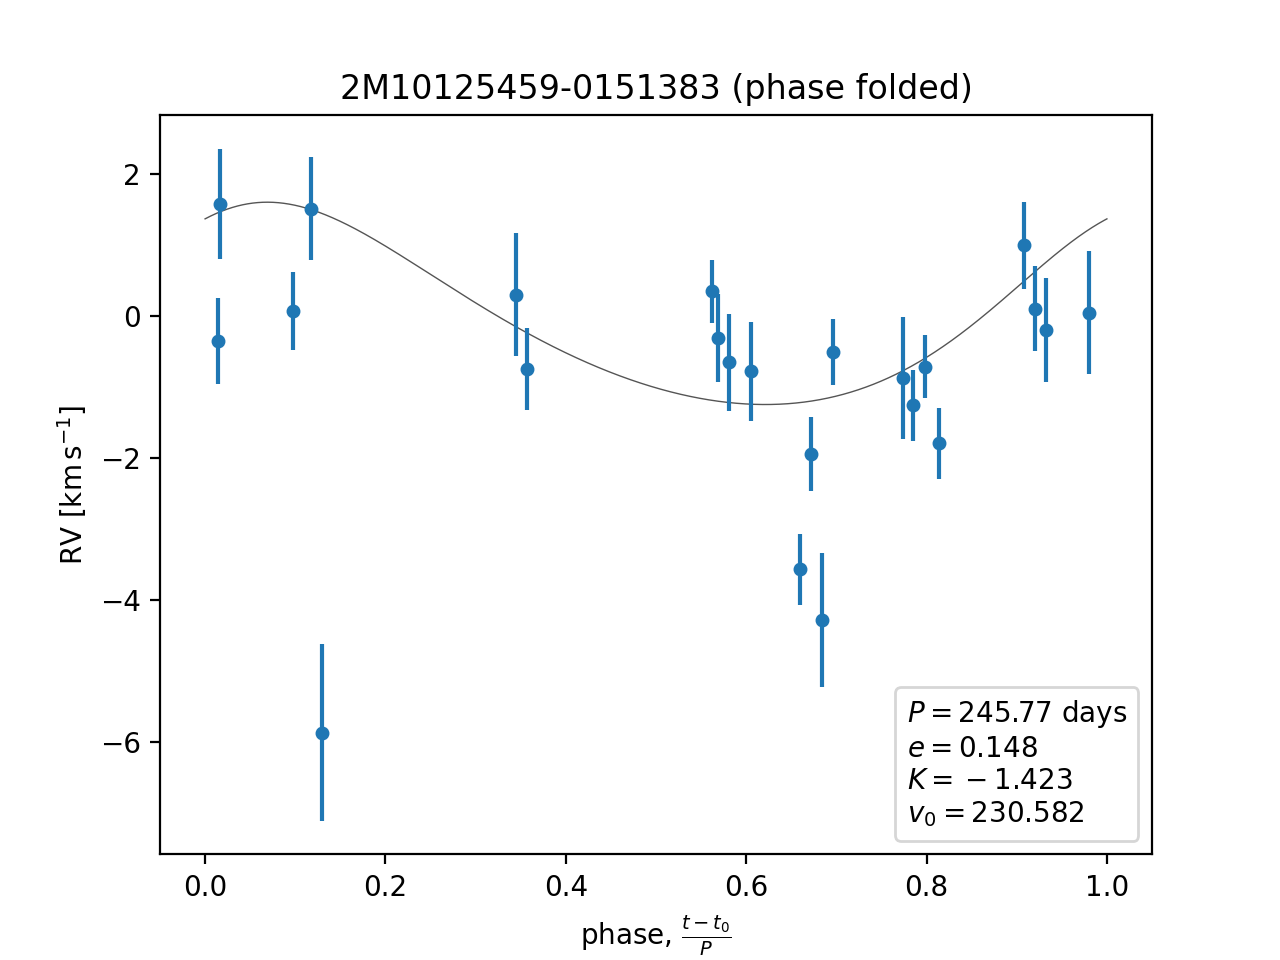 2M10125459-0151383 (phase folded)
2
0
−2
−4
−6
RV [km s⁻¹]
P = 245.77 days
e = 0.148
K = − 1.423
v₀ = 230.582
0.0 0.2 0.4 0.6 0.8 1.0
phase, (t − t₀)/P